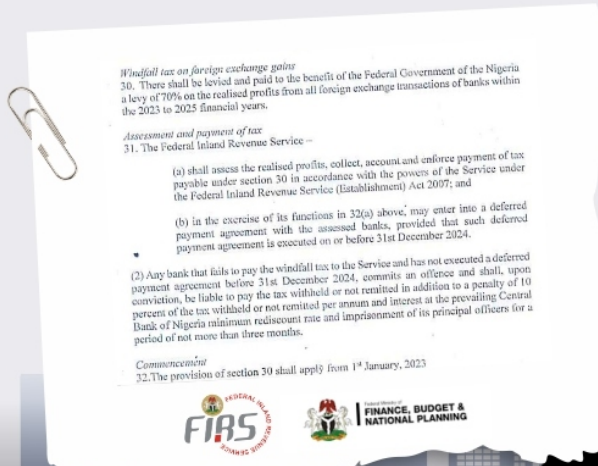 Windfall tax on foreign exchange gains
30. There shall be levied and paid to the benefit of the Federal Government of the Nigeria
a levy of 70% on the realised profits from all foreign exchange transactions of banks within
the 2023 to 2025 financial years.
Assessment and payment of tax
31. The Federal Inland Revenue Service –
(a) shall assess the realised profits, collect, account and enforce payment of tax
payable under section 30 in accordance with the powers of the Service under
the Federal Inland Revenue Service (Establishment) Act 2007; and
(b) in the exercise of its functions in 32(a) above, may enter into a deferred
payment agreement with the assessed banks, provided that such deferred
payment agreement is executed on or before 31st December 2024.
(2) Any bank that fails to pay the windfall tax to the Service and has not executed a deferred
payment agreement before 31st December 2024, commits an offence and shall, upon
conviction, be liable to pay the tax withheld or not remitted in addition to a penalty of 10
percent of the tax withheld or not remitted per annum and interest at the prevailing Central
Bank of Nigeria minimum rediscount rate and imprisonment of its principal officers for a
period of not more than three months.
Commencement
32.The provision of section 30 shall apply from 1st January, 2023
FIRS
FEDERAL INLAND REVENUE SERVICE
Federal Ministry of
FINANCE, BUDGET &
NATIONAL PLANNING